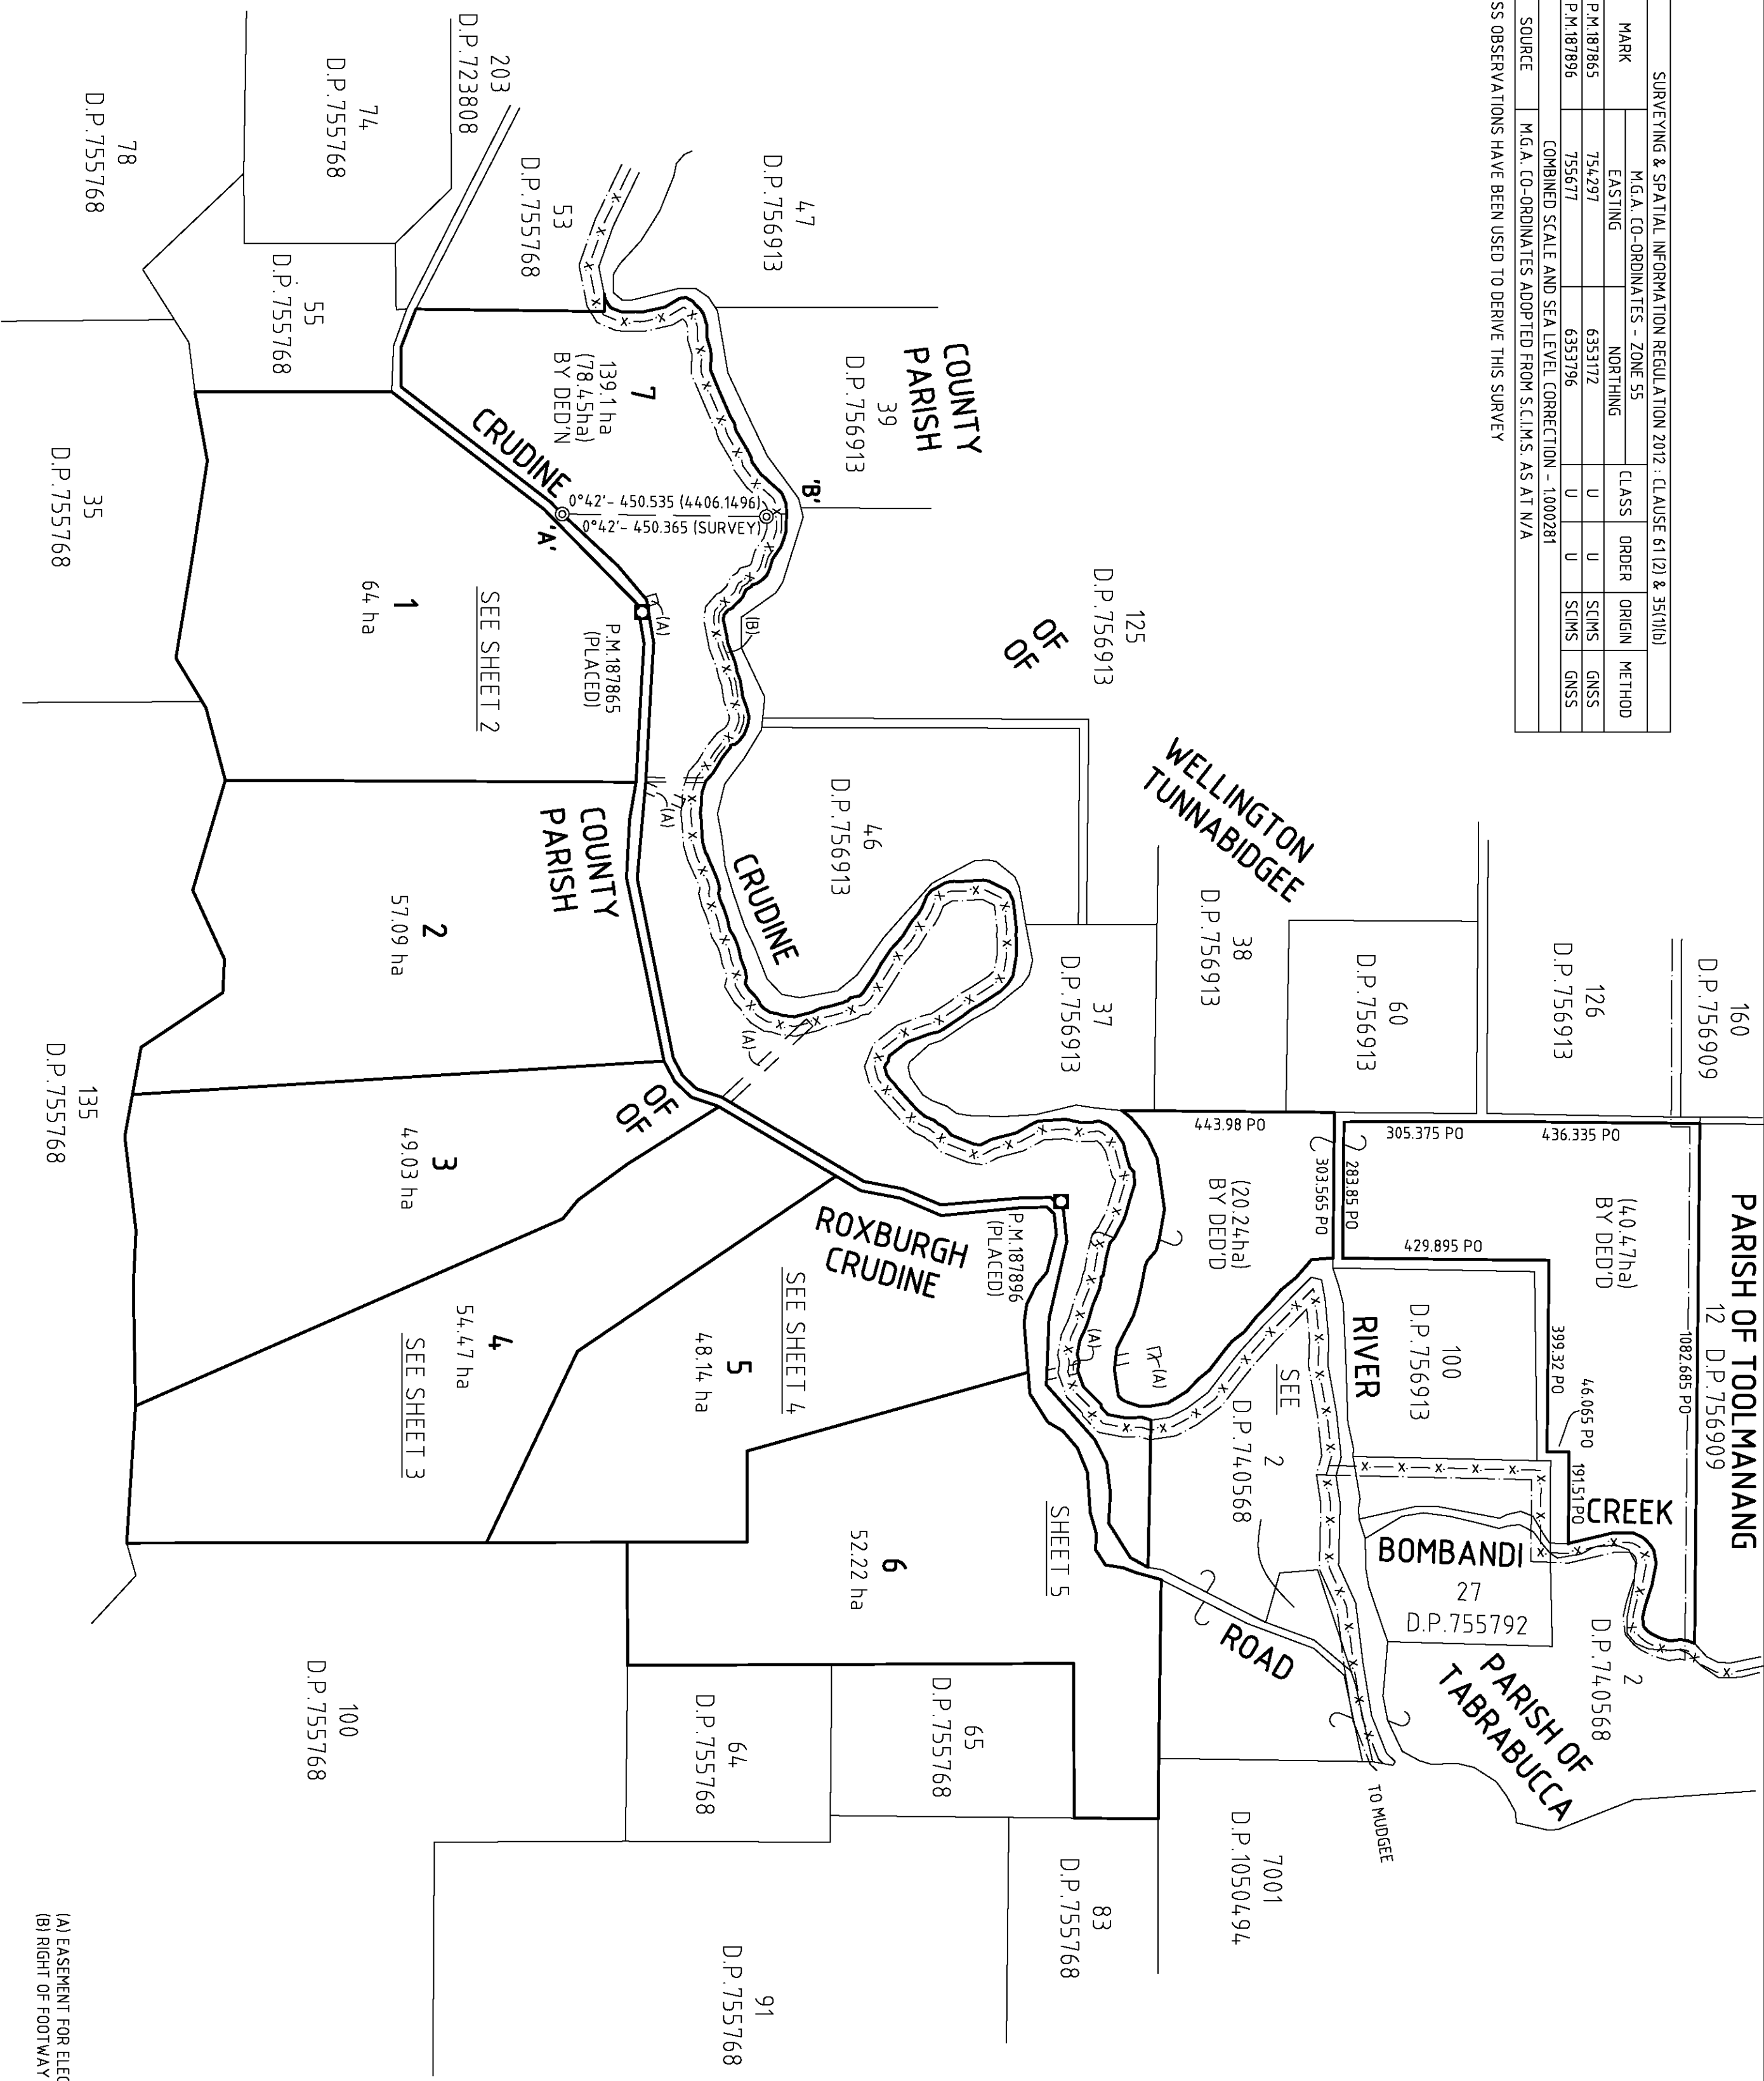 SURVEYING & SPATIAL INFORMATION REGULATION 2012 : CLAUSE 61 (2) & 35(1)(b)
MARK
M.G.A. CO-ORDINATES - ZONE 55
EASTING
NORTHING
CLASS
ORDER
ORIGIN
METHOD
P.M.187865 754297 6353172 U U SCIMS GNSS
P.M.187896 755677 6353796 U U SCIMS GNSS
COMBINED SCALE AND SEA LEVEL CORRECTION - 1.000281
SOURCE M.G.A. CO-ORDINATES ADOPTED FROM S.C.I.M.S. AS AT N/A
SS OBSERVATIONS HAVE BEEN USED TO DERIVE THIS SURVEY
PARISH OF TOOLMANANG
12 D.P.756909
160
D.P.756909
126
D.P.756913
60
D.P.756913
38
D.P.756913
37
D.P.756913
125
D.P.756913
46
D.P.756913
39
D.P.756913
47
D.P.756913
COUNTY
PARISH
OF
OF
WELLINGTON
TUNNABIDGEE
1082.685 PO
436.335 PO
305.375 PO
(40.47ha)
BY DED'D
283.85 PO
303.565 PO
443.98 PO
(20.24ha)
BY DED'D
429.895 PO
399.32 PO
46.065 PO
191.51 PO
100
D.P.756913
RIVER
CREEK
BOMBANDI
27
D.P.755792
2
D.P.740568
PARISH OF
TABRABUCCA
SEE
2
D.P.740568
ROAD
TO MUDGEE
7001
D.P.1050494
83
D.P.755768
SHEET 5
6
52.22 ha
65
D.P.755768
64
D.P.755768
91
D.P.755768
100
D.P.755768
SEE SHEET 4
5
48.14 ha
4
54.47 ha
SEE SHEET 3
3
49.03 ha
2
57.09 ha
SEE SHEET 2
1
64 ha
7
139.1 ha
(78.45ha)
BY DED'N
CRUDINE
'A'
'B'
0°42'- 450.535 (4406.1496)
0°42'- 450.365 (SURVEY)
P.M.187865
(PLACED)
(A)
(B)
(A)
CRUDINE
(A)
COUNTY
PARISH
OF
OF
ROXBURGH
CRUDINE
P.M.187896
(PLACED)
(A)
(A)
203
D.P.723808
53
D.P.755768
74
D.P.755768
55
D.P.755768
78
D.P.755768
35
D.P.755768
135
D.P.755768
(A) EASEMENT FOR ELEC
(B) RIGHT OF FOOTWAY